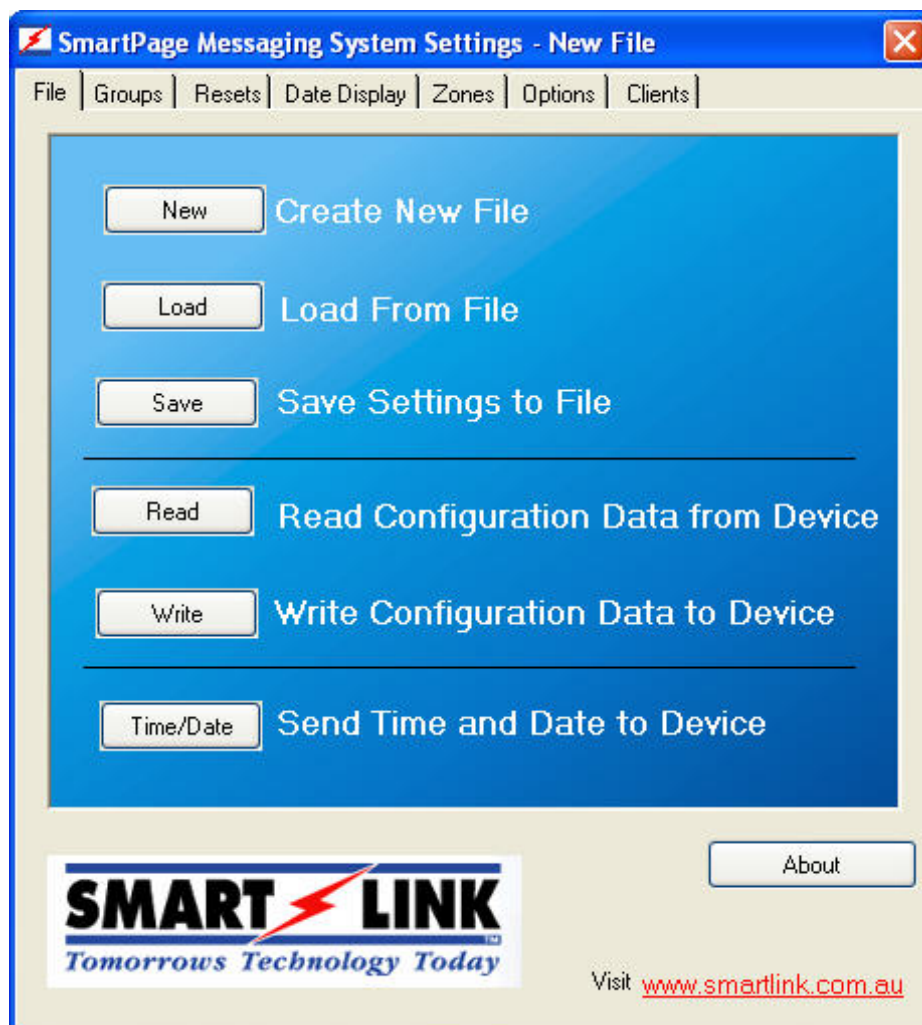 SmartPage Messaging System Settings - New File
File Groups Resets Date Display Zones Options Clients
New Create New File
Load Load From File
Save Save Settings to File
Read Read Configuration Data from Device
Write Write Configuration Data to Device
Time/Date Send Time and Date to Device
About
SMART LINK
TM
Tomorrows Technology Today
Visit www.smartlink.com.au